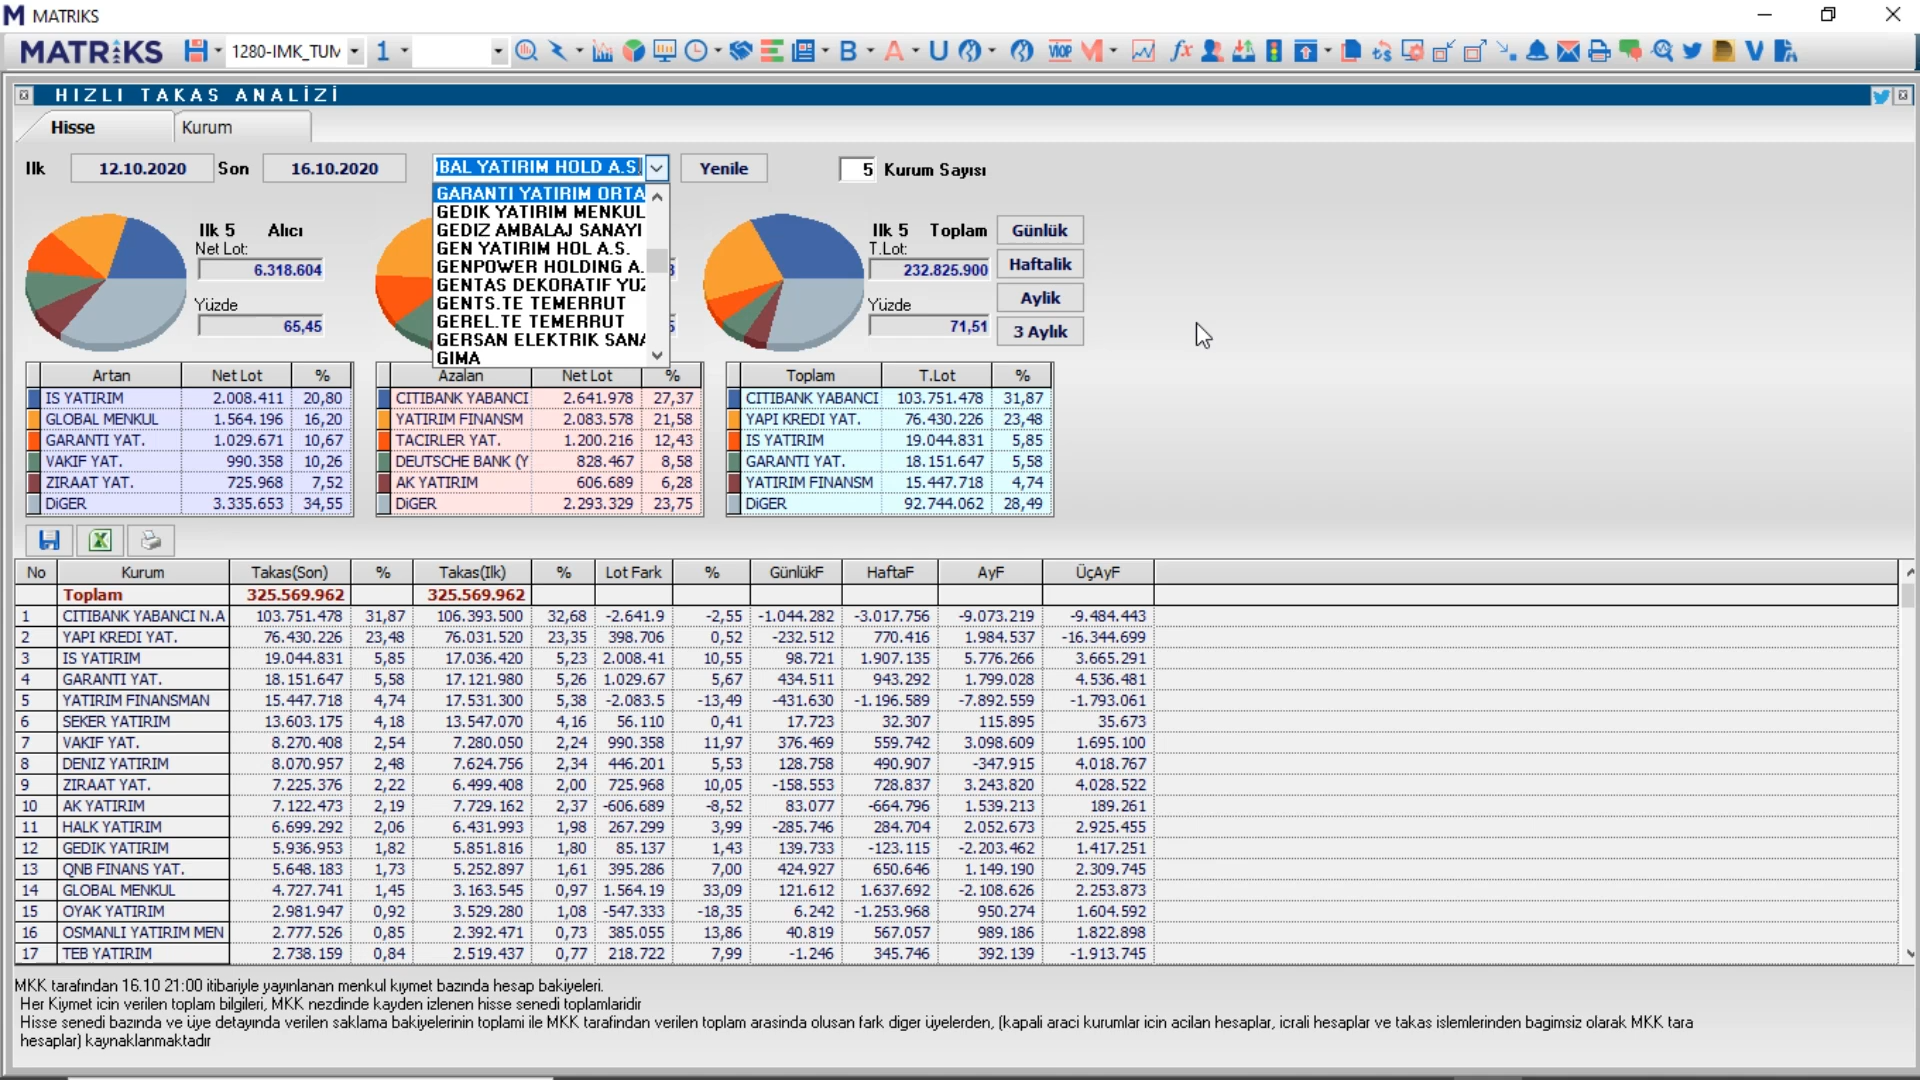 MATRIKS
MATRİKS 1280-IMK_TUM 1 B A U VIOP M fx V
HIZLI TAKAS ANALİZİ
Hisse Kurum
Ilk 12.10.2020 Son 16.10.2020 BAL YATIRIM HOLD A.S. Yenile 5 Kurum Sayısı
GARANTI YATIRIM ORTA
GEDIK YATIRIM MENKUL
GEDIZ AMBALAJ SANAYI
GEN YATIRIM HOL A.S.
GENPOWER HOLDING A.
GENTAS DEKORATIF YUZ
GENTS.TE TEMERRUT
GEREL.TE TEMERRUT
GERSAN ELEKTRIK SANA
GIMA
Ilk 5 Alıcı
Net Lot:
6.318.604
Yüzde
65,45
Ilk 5 Toplam
T.Lot:
232.825.900
Yüzde
71,51
Günlük
Haftalik
Aylik
3 Aylık
Artan Net Lot %
IS YATIRIM 2.008.411 20,80
GLOBAL MENKUL 1.564.196 16,20
GARANTI YAT. 1.029.671 10,67
VAKIF YAT. 990.358 10,26
ZIRAAT YAT. 725.968 7,52
DiGER 3.335.653 34,55
Azalan Net Lot %
CITIBANK YABANCI 2.641.978 27,37
YATIRIM FINANSM 2.083.578 21,58
TACIRLER YAT. 1.200.216 12,43
DEUTSCHE BANK (Y 828.467 8,58
AK YATIRIM 606.689 6,28
DiGER 2.293.329 23,75
Toplam T.Lot %
CITIBANK YABANCI 103.751.478 31,87
YAPI KREDI YAT. 76.430.226 23,48
IS YATIRIM 19.044.831 5,85
GARANTI YAT. 18.151.647 5,58
YATIRIM FINANSM 15.447.718 4,74
DiGER 92.744.062 28,49
No Kurum Takas(Son) % Takas(Ilk) % Lot Fark % GünlükF HaftaF AyF ÜçAyF
Toplam 325.569.962 325.569.962
1 CITIBANK YABANCI N.A 103.751.478 31,87 106.393.500 32,68 -2.641.9 -2,55 -1.044.282 -3.017.756 -9.073.219 -9.484.443
2 YAPI KREDI YAT. 76.430.226 23,48 76.031.520 23,35 398.706 0,52 -232.512 770.416 1.984.537 -16.344.699
3 IS YATIRIM 19.044.831 5,85 17.036.420 5,23 2.008.41 10,55 98.721 1.907.135 5.776.266 3.665.291
4 GARANTI YAT. 18.151.647 5,58 17.121.980 5,26 1.029.67 5,67 434.511 943.292 1.799.028 4.536.481
5 YATIRIM FINANSMAN 15.447.718 4,74 17.531.300 5,38 -2.083.5 -13,49 -431.630 -1.196.589 -7.892.559 -1.793.061
6 SEKER YATIRIM 13.603.175 4,18 13.547.070 4,16 56.110 0,41 17.723 32.307 115.895 35.673
7 VAKIF YAT. 8.270.408 2,54 7.280.050 2,24 990.358 11,97 376.469 559.742 3.098.609 1.695.100
8 DENIZ YATIRIM 8.070.957 2,48 7.624.756 2,34 446.201 5,53 128.758 490.907 -347.915 4.018.767
9 ZIRAAT YAT. 7.225.376 2,22 6.499.408 2,00 725.968 10,05 -158.553 728.837 3.243.820 4.028.522
10 AK YATIRIM 7.122.473 2,19 7.729.162 2,37 -606.689 -8,52 83.077 -664.796 1.539.213 189.261
11 HALK YATIRIM 6.699.292 2,06 6.431.993 1,98 267.299 3,99 -285.746 284.704 2.052.673 2.925.455
12 GEDIK YATIRIM 5.936.953 1,82 5.851.816 1,80 85.137 1,43 139.733 -123.115 -2.203.462 1.417.251
13 QNB FINANS YAT. 5.648.183 1,73 5.252.897 1,61 395.286 7,00 424.927 650.646 1.149.190 2.309.745
14 GLOBAL MENKUL 4.727.741 1,45 3.163.545 0,97 1.564.19 33,09 121.612 1.637.692 -2.108.626 2.253.873
15 OYAK YATIRIM 2.981.947 0,92 3.529.280 1,08 -547.333 -18,35 6.242 -1.253.968 950.274 1.604.592
16 OSMANLI YATIRIM MEN 2.777.526 0,85 2.392.471 0,73 385.055 13,86 40.819 567.057 989.186 1.822.898
17 TEB YATIRIM 2.738.159 0,84 2.519.437 0,77 218.722 7,99 -1.246 345.746 392.139 -1.913.745
MKK tarafından 16.10 21:00 itibariyle yayınlanan menkul kıymet bazında hesap bakiyeleri.
Her Kiymet icin verilen toplam bilgileri, MKK nezdinde kayden izlenen hisse senedi toplamlaridir
Hisse senedi bazında ve üye detayında verilen saklama bakiyelerinin toplami ile MKK tarafından verilen toplam arasinda olusan fark diger üyelerden, (kapali araci kurumlar icin acilan hesaplar, icrali hesaplar ve takas islemlerinden bagimsiz olarak MKK tara
hesaplar) kaynaklanmaktadır